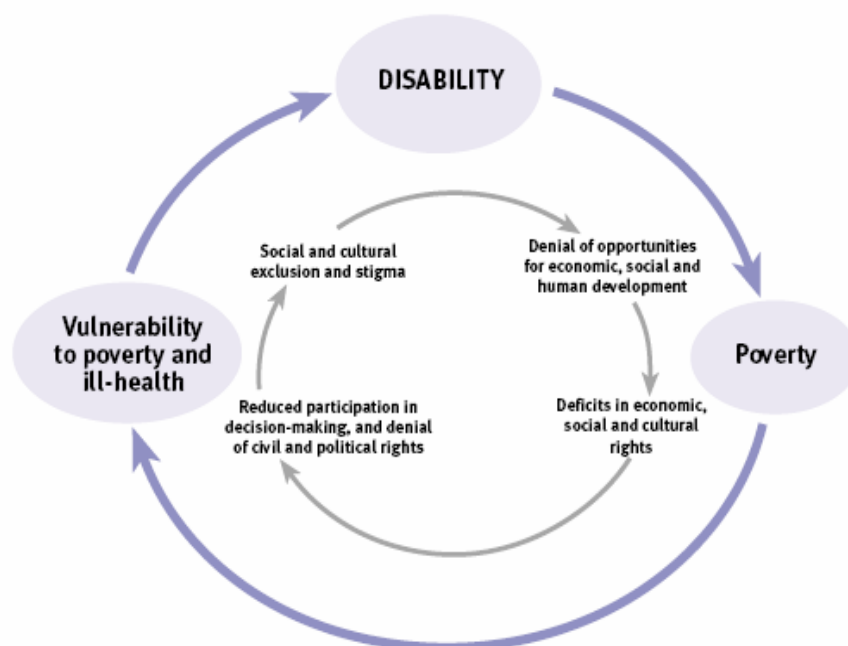 DISABILITY
Social and cultural
exclusion and stigma
Denial of opportunities
for economic, social and
human development
Vulnerability
to poverty and
ill-health
Poverty
Reduced participation in
decision-making, and denial
of civil and political rights
Deficits in economic,
social and cultural
rights